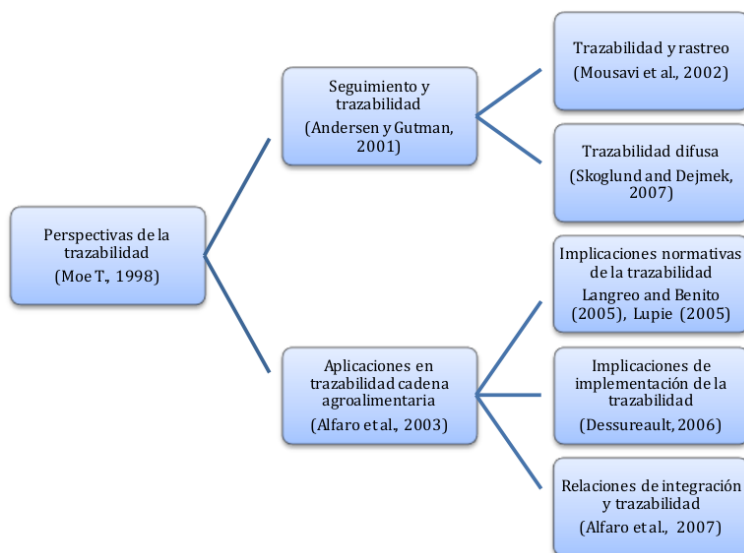 Perspectivas de la
trazabilidad
(Moe T., 1998)
Seguimiento y
trazabilidad
(Andersen y Gutman,
2001)
Trazabilidad y rastreo
(Mousavi et al., 2002)
Trazabilidad difusa
(Skoglund and Dejmek,
2007)
Aplicaciones en
trazabilidad cadena
agroalimentaria
(Alfaro et al., 2003)
Implicaciones normativas
de la trazabilidad
Langreo and Benito
(2005), Lupie (2005)
Implicaciones de
implementación de la
trazabilidad
(Dessureault, 2006)
Relaciones de integración
y trazabilidad
(Alfaro et al., 2007)